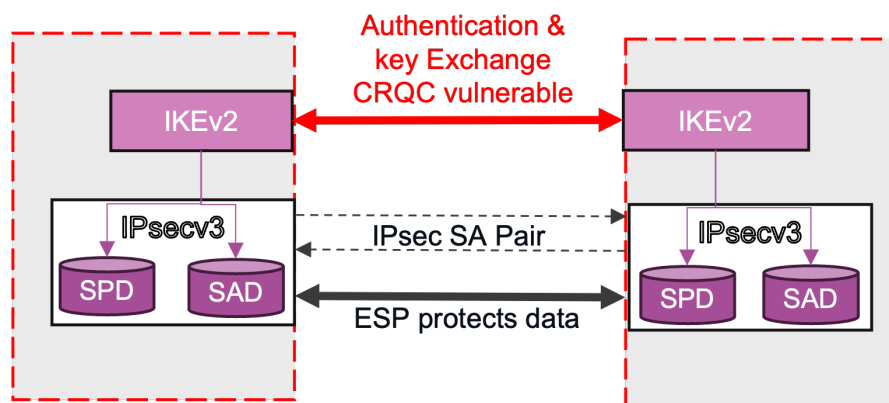 Authentication &
key Exchange
CRQC vulnerable
IKEv2
IKEv2
IPsecv3
IPsec SA Pair
IPsecv3
SPD
SAD
SPD
SAD
ESP protects data